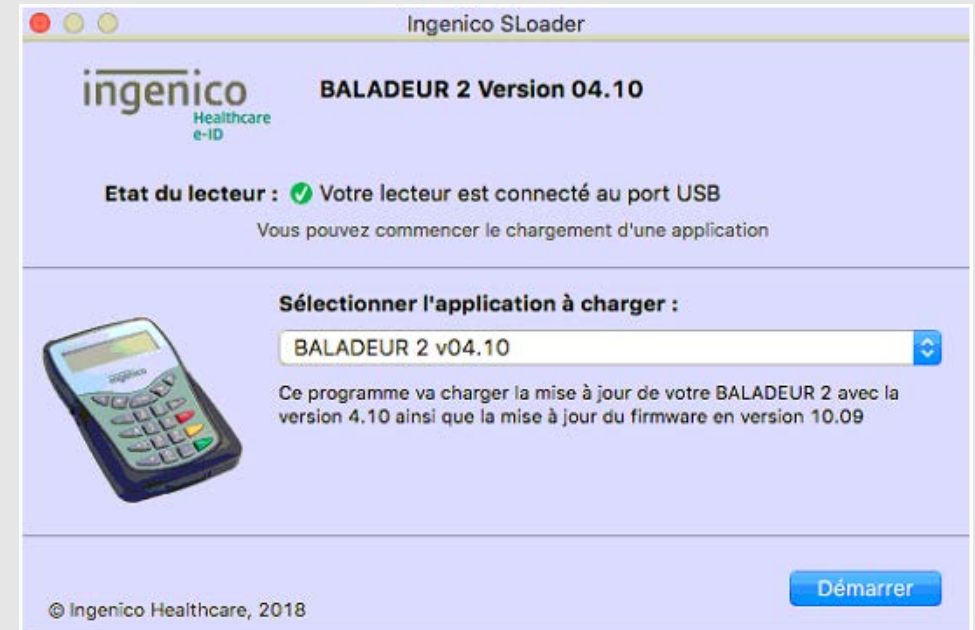 Ingenico SLoader
ingenico
Healthcare
e-ID
BALADEUR 2 Version 04.10
Etat du lecteur : Votre lecteur est connecté au port USB
Vous pouvez commencer le chargement d'une application
Sélectionner l'application à charger :
BALADEUR 2 v04.10
ingenico
Ce programme va charger la mise à jour de votre BALADEUR 2 avec la
version 4.10 ainsi que la mise à jour du firmware en version 10.09
Démarrer
© Ingenico Healthcare, 2018